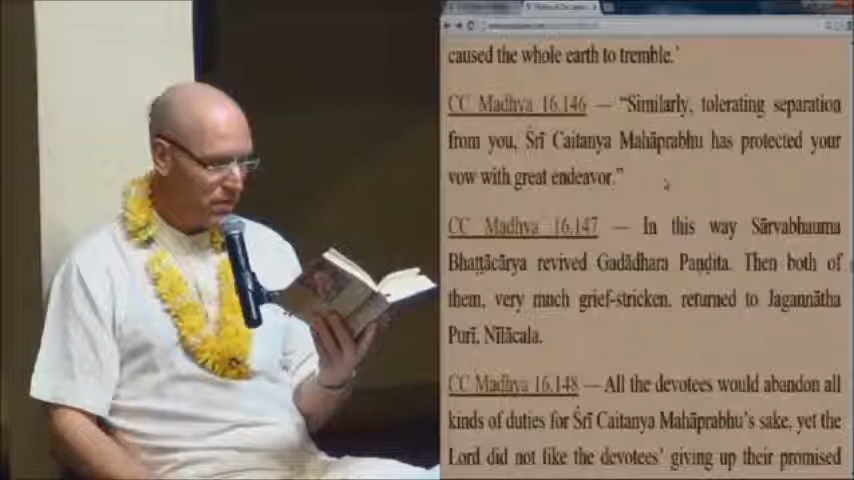 caused the whole earth to tremble.'
CC Madhya 16.146 — “Similarly, tolerating separation
from you, Śrī Caitanya Mahāprabhu has protected your
vow with great endeavor.”
CC Madhya 16.147 — In this way Sārvabhauma
Bhaṭṭācārya revived Gadādhara Paṇḍita. Then both of
them, very much grief-stricken, returned to Jagannātha
Purī, Nīlācala.
CC Madhya 16.148 — All the devotees would abandon all
kinds of duties for Śrī Caitanya Mahāprabhu's sake, yet the
Lord did not like the devotees' giving up their promised